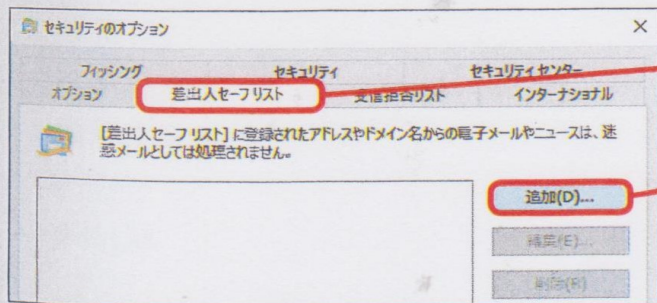 セキュリティのオプション
フィッシング セキュリティ セキュリティ センター
オプション 差出人セーフ リスト 受信拒否リスト インターナショナル
[差出人セーフ リスト] に登録されたアドレスやドメイン名からの電子メールやニュースは、迷
惑メールとしては処理されません。
追加(D)...
編集(E)...
削除(R)